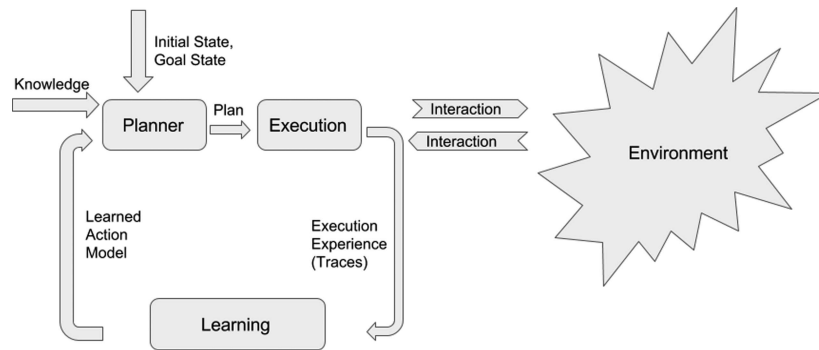 Initial State,
Goal State
Knowledge
Planner
Plan
Execution
Interaction
Interaction
Environment
Learned
Action
Model
Execution
Experience
(Traces)
Learning